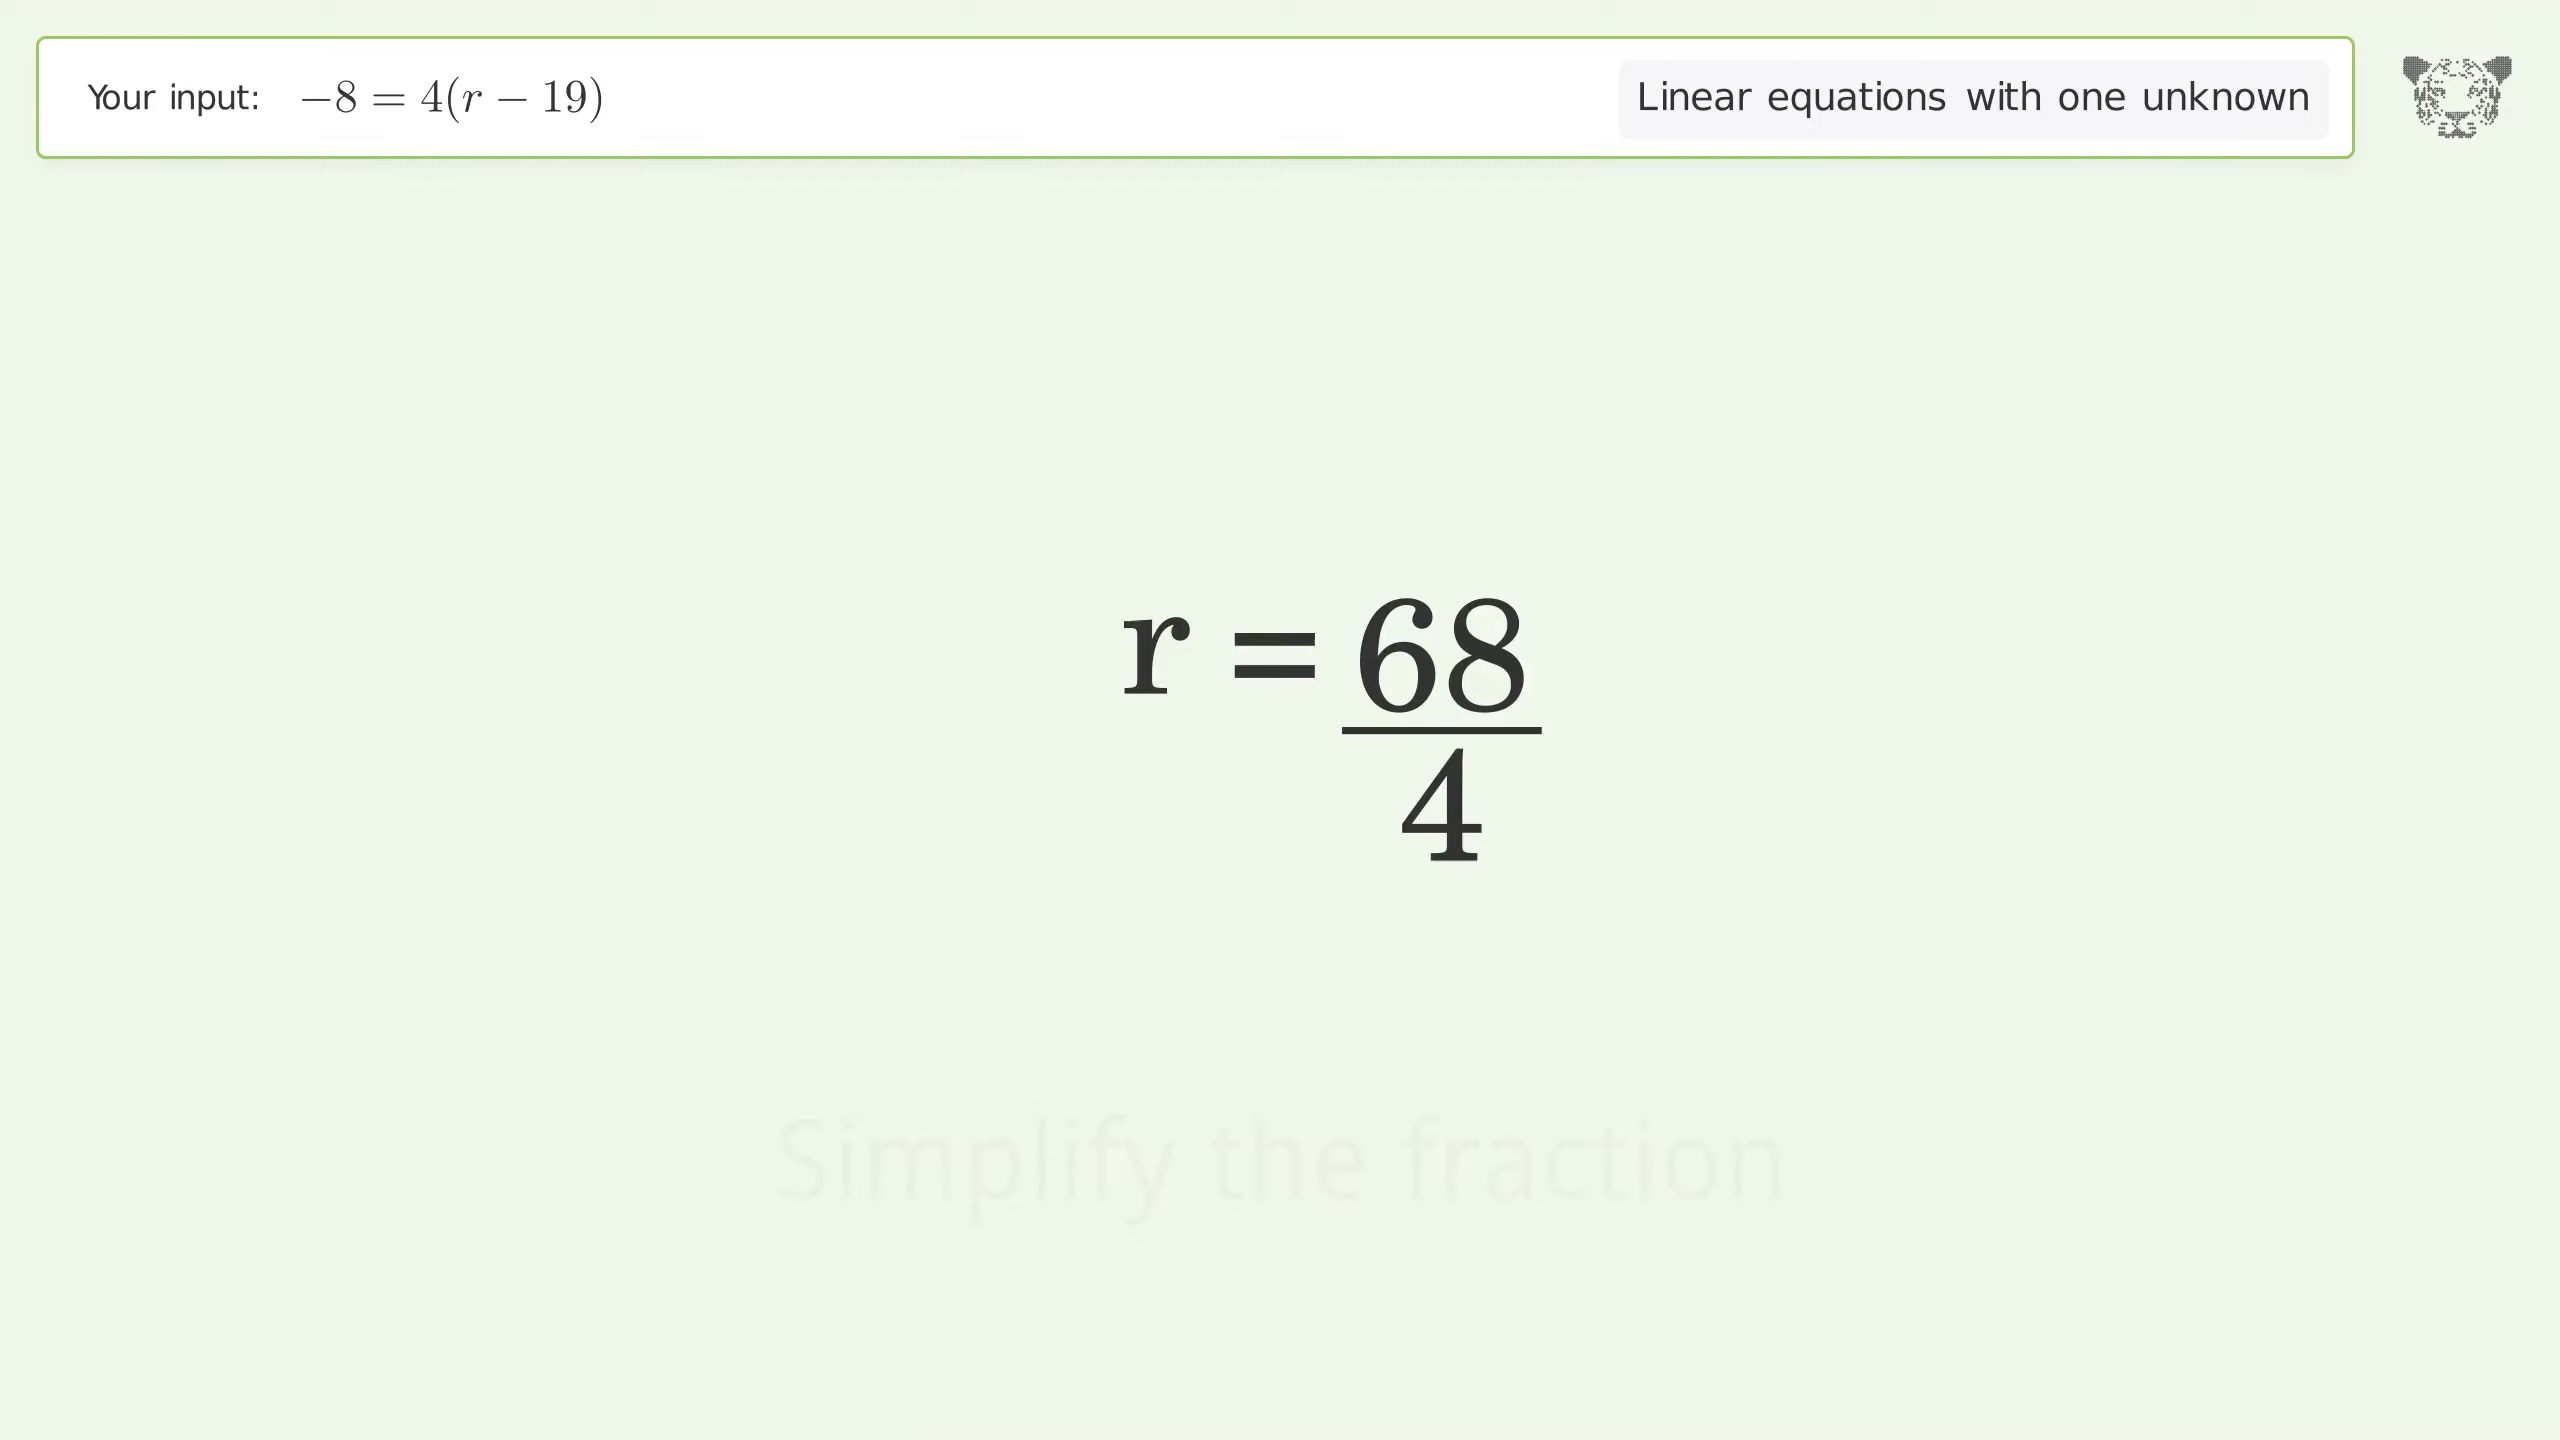 Your input: −8 = 4(r − 19)
Linear equations with one unknown
r = 68/4
Simplify the fraction